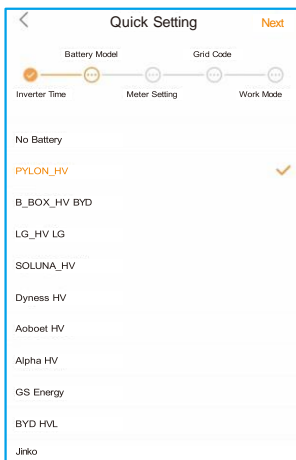 Quick Setting
Next
Battery Model
Grid Code
Inverter Time
Meter Setting
Work Mode
No Battery
PYLON_HV
B_BOX_HV BYD
LG_HV LG
SOLUNA_HV
Dyness HV
Aoboet HV
Alpha HV
GS Energy
BYD HVL
Jinko